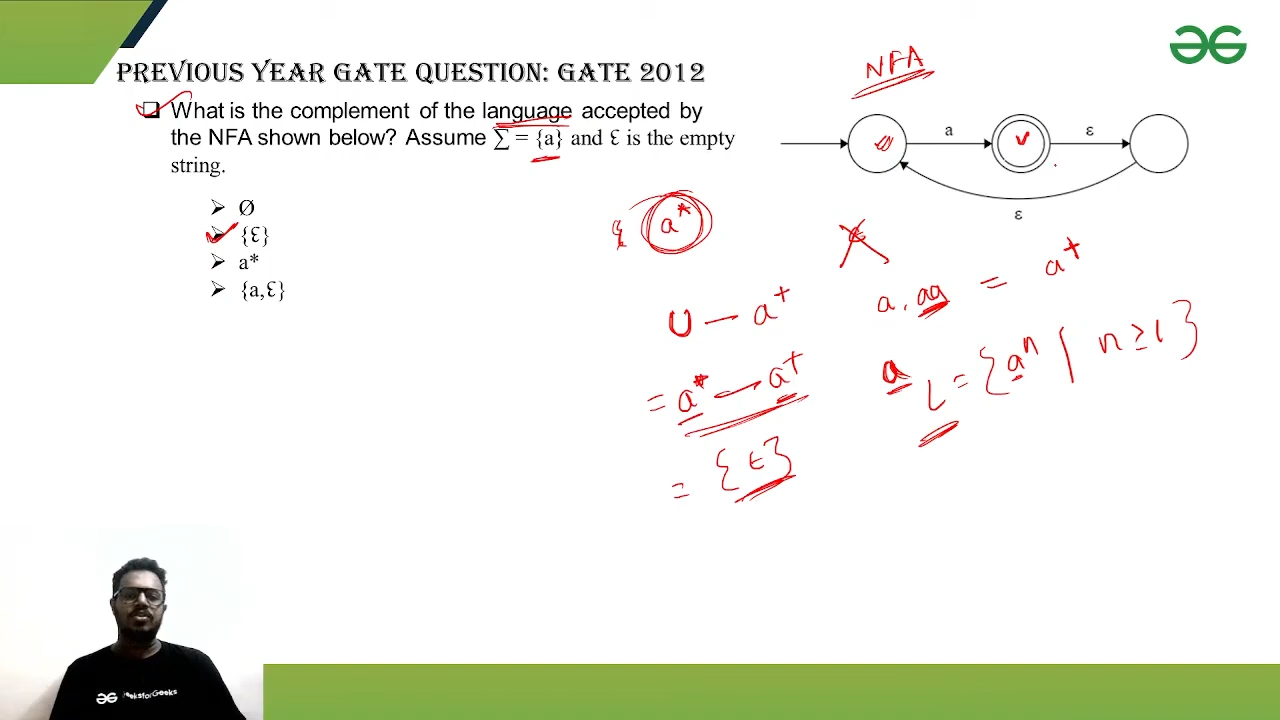 PREVIOUS YEAR GATE QUESTION: GATE 2012
What is the complement of the language accepted by
the NFA shown below? Assume ∑ = {a} and Ɛ is the empty
string.
Ø
{Ɛ}
a*
{a,Ɛ}
NFA
a
ε
ε
a*
ϵ
a, aa = a+
U — a+
= a* — a+
= {ϵ}
a
L = {a^n | n ≥ 1}
GeeksforGeeks